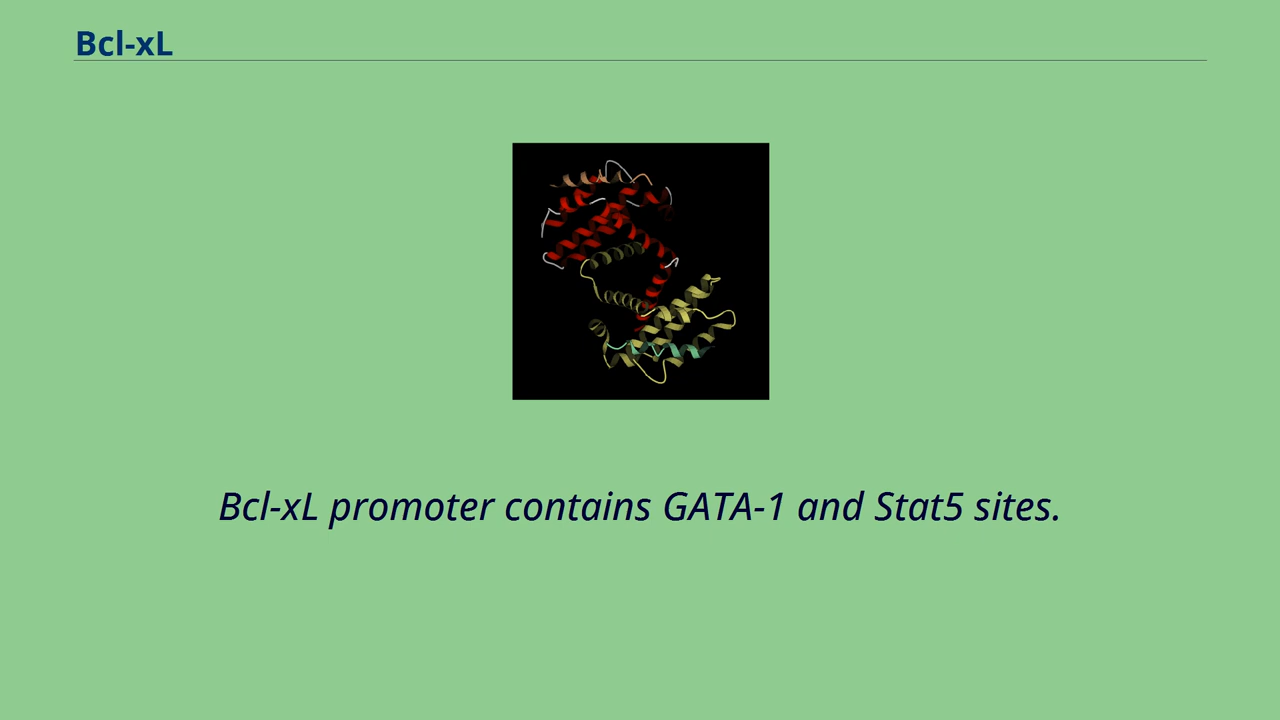 Bcl-xL
Bcl-xL promoter contains GATA-1 and Stat5 sites.